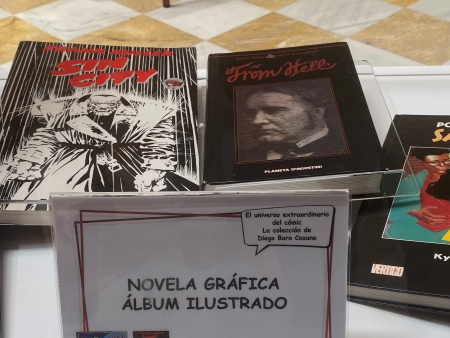 SIN
CITY
From Hell
PLANETA DEAGOSTINI
VERTIGO
El universo extraordinario
del cómic
La colección de
Diego Baro Casano
NOVELA GRÁFICA
ÁLBUM ILUSTRADO